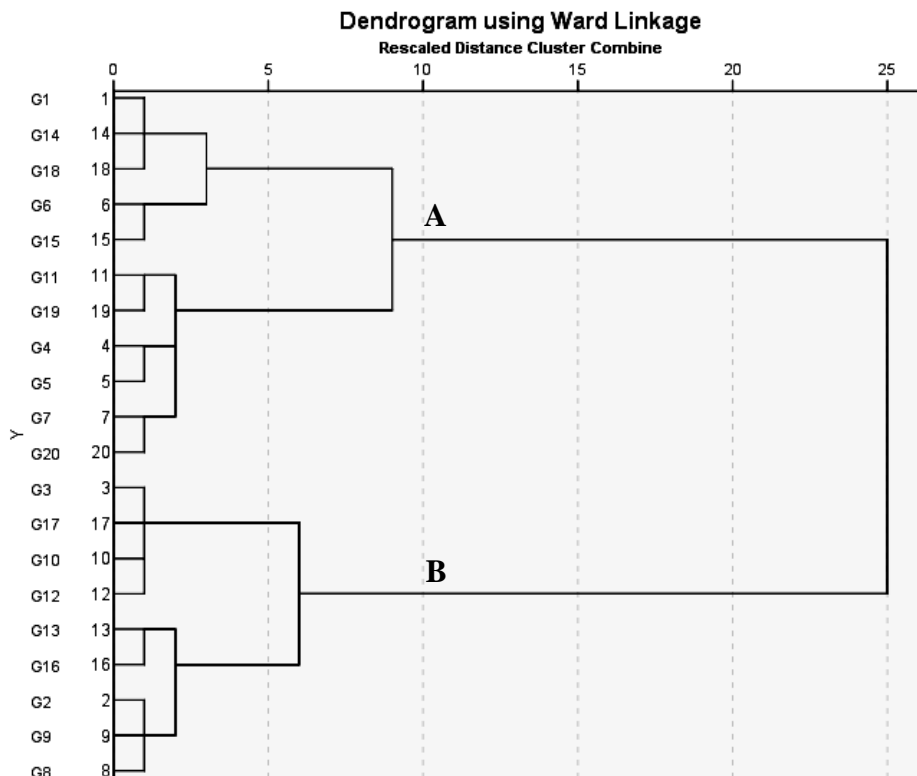 Dendrogram using Ward Linkage
Rescaled Distance Cluster Combine
0 5 10 15 20 25
G1 1
G14 14
G18 18
G6 6
A
G15 15
G11 11
G19 19
G4 4
G5 5
G7 7
Y
G20 20
G3 3
G17 17
G10 10
B
G12 12
G13 13
G16 16
G2 2
G9 9
G8 8